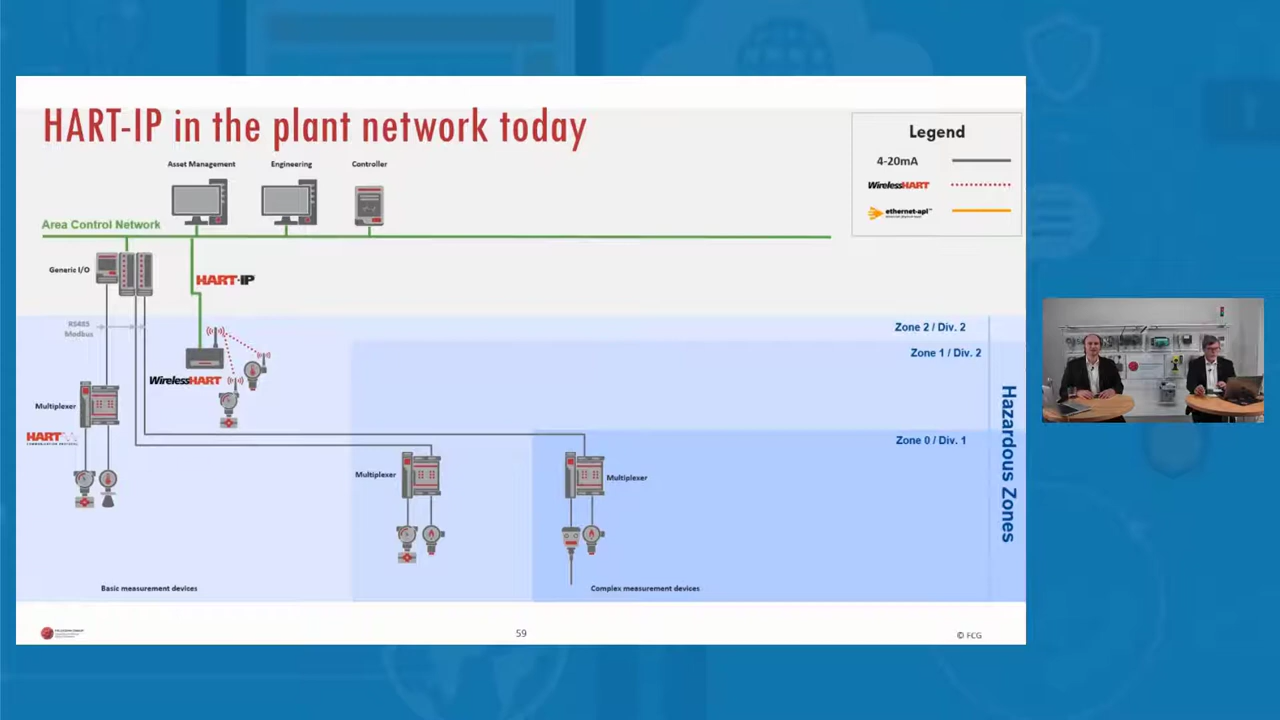 HART-IP in the plant network today
Legend
4-20mA
WirelessHART
ethernet-apl
Asset Management
Engineering
Controller
Area Control Network
Generic I/O
HART-IP
RS485
Modbus
Zone 2 / Div. 2
Zone 1 / Div. 2
WirelessHART
Multiplexer
HART
COMMUNICATION PROTOCOL
Zone 0 / Div. 1
Hazardous Zones
Multiplexer
Multiplexer
Basic measurement devices
Complex measurement devices
FIELDCOMM GROUP
59
© FCG